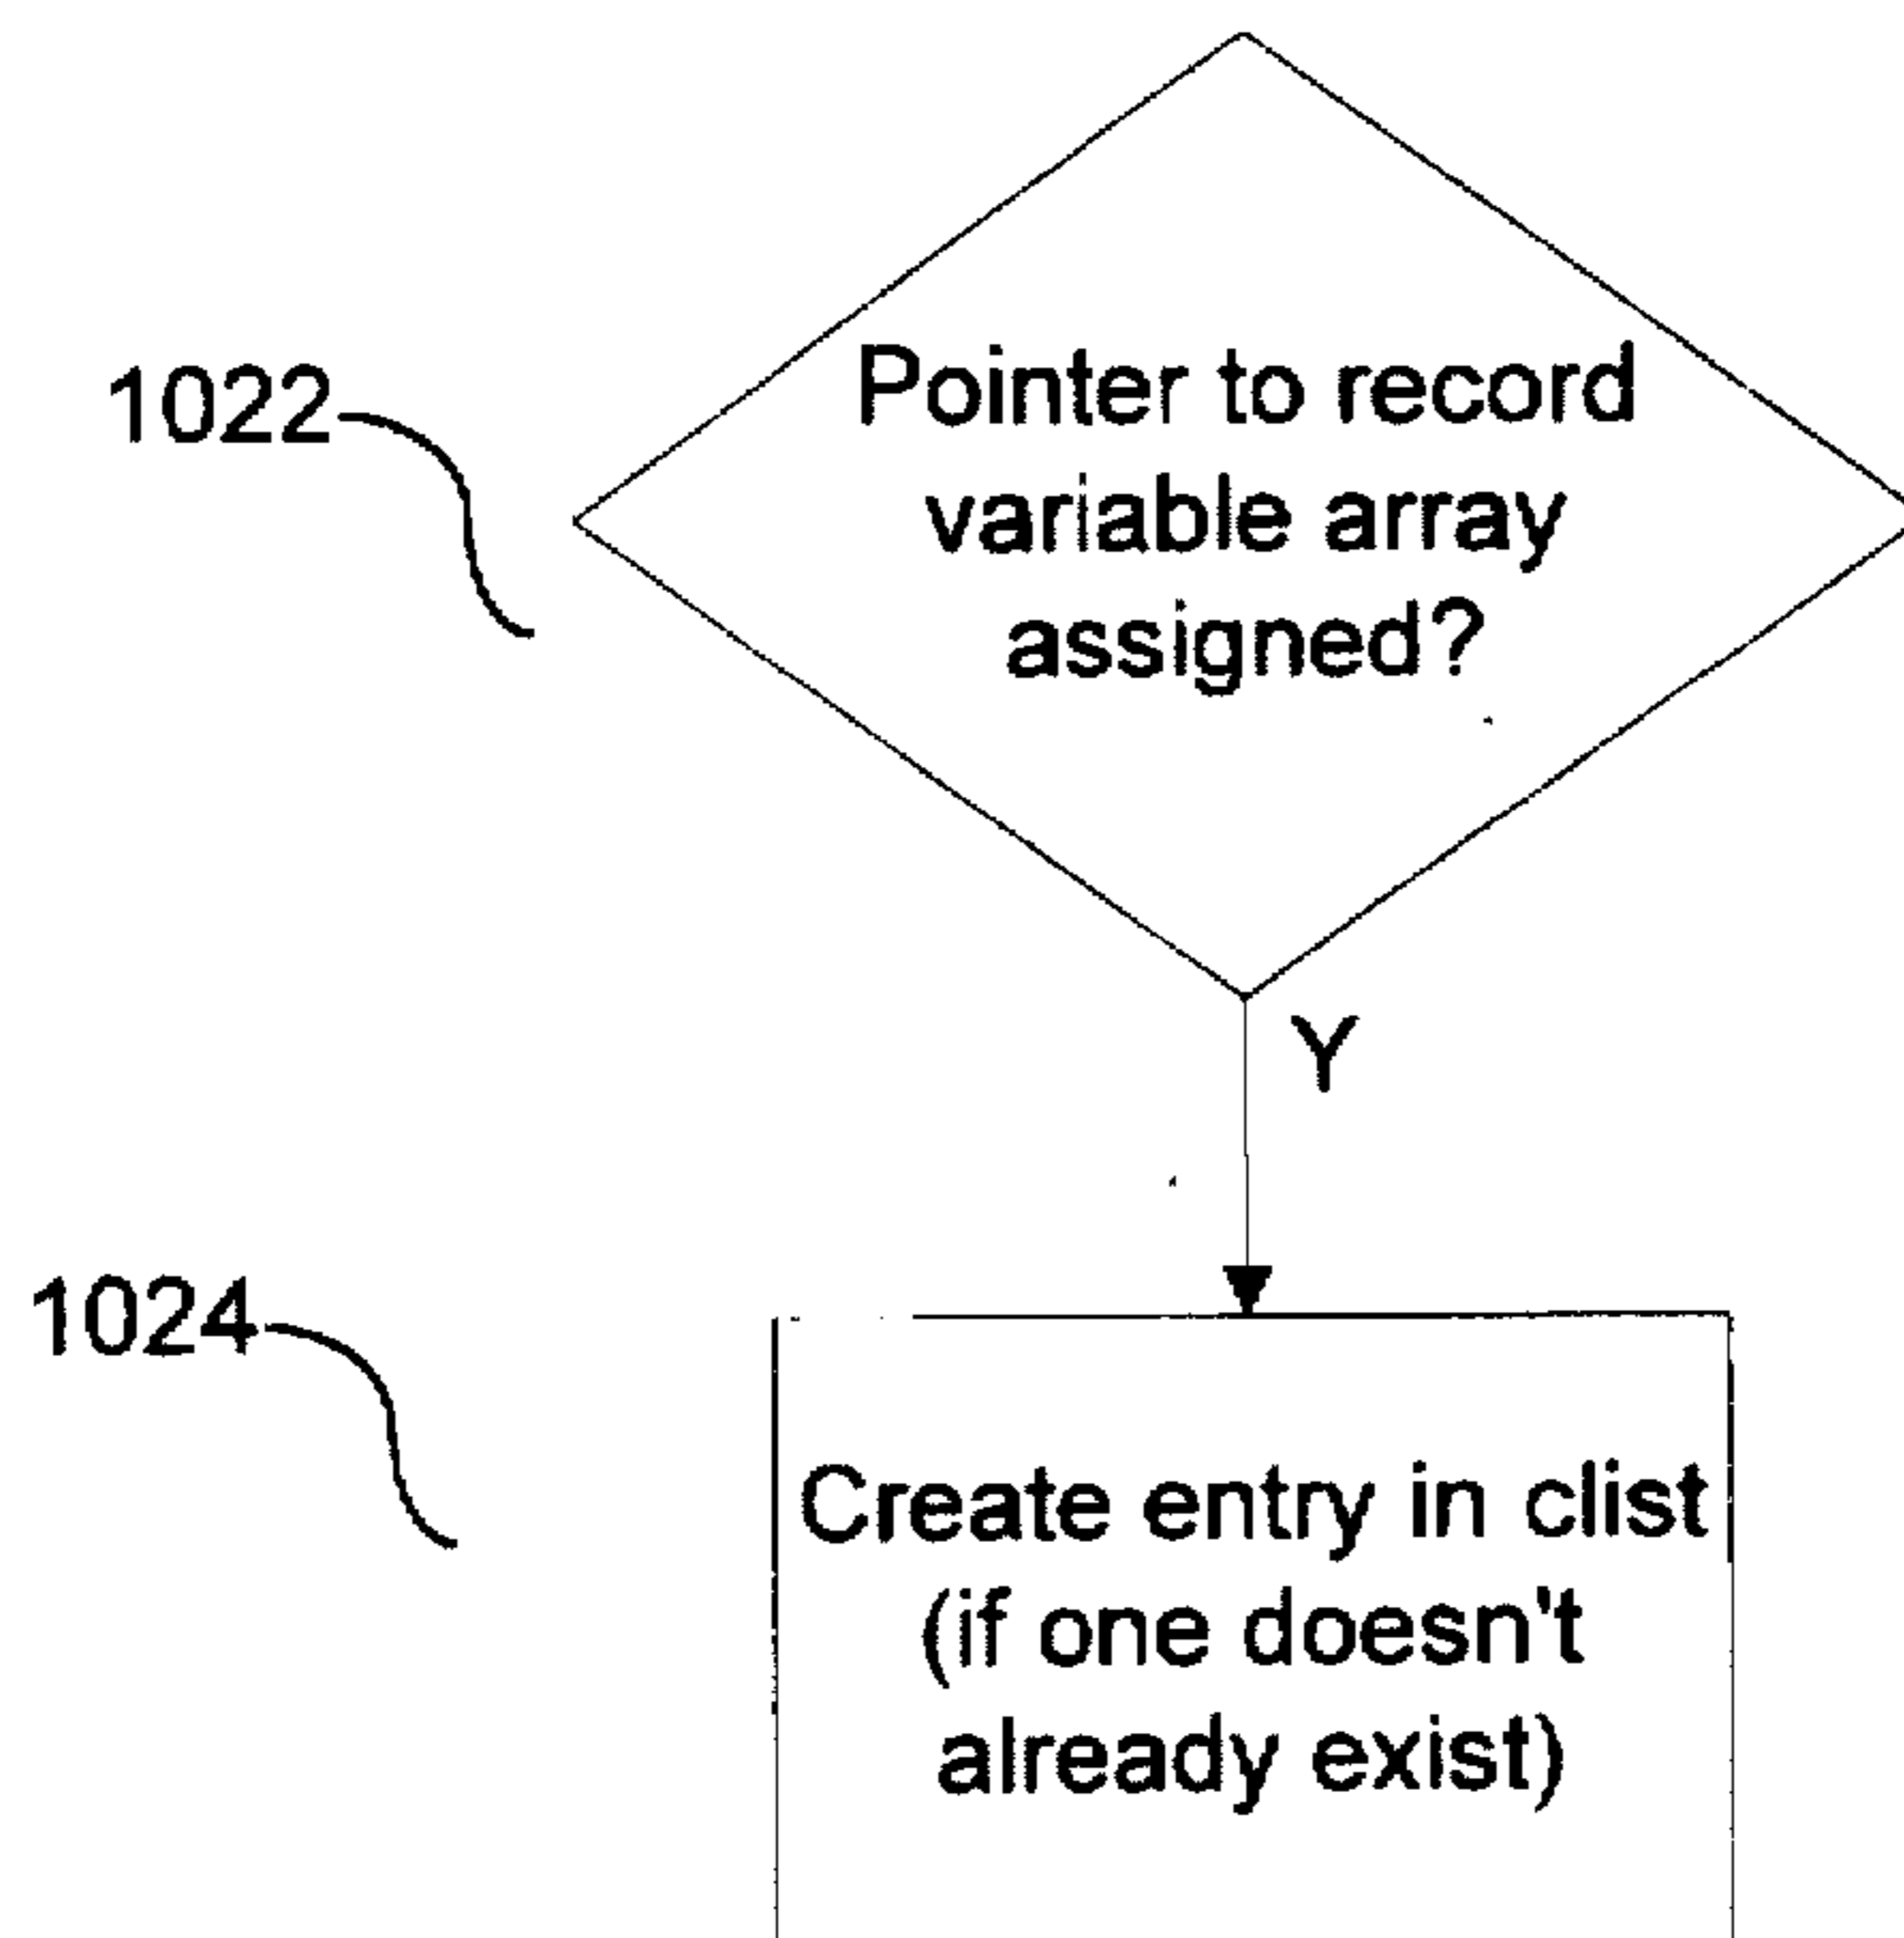 1022
Pointer to record
variable array
assigned?
Y
1024
Create entry in clist
(if one doesn't
already exist)